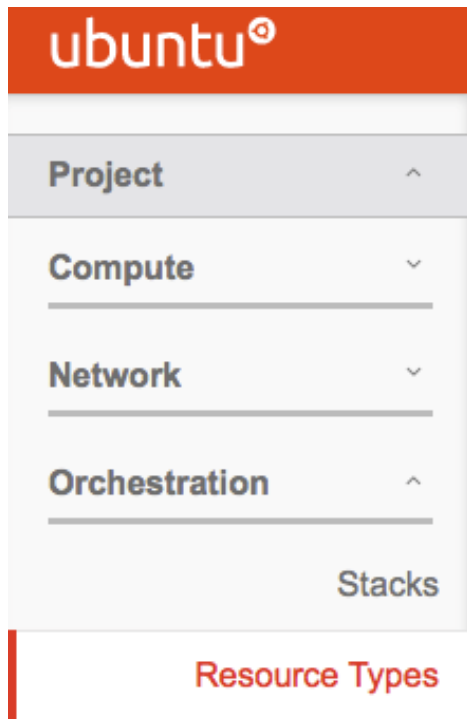 ubuntu
Project
Compute
Network
Orchestration
Stacks
Resource Types